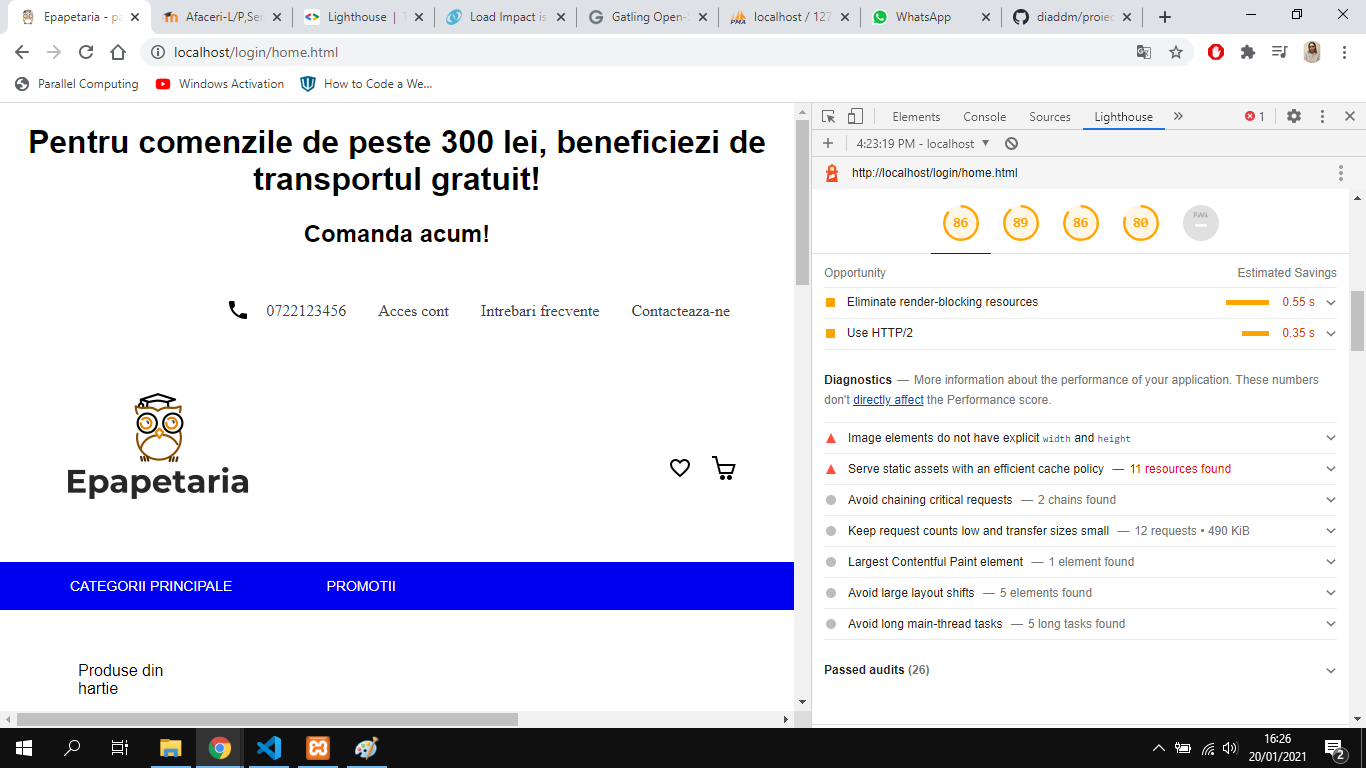 Epapetaria - pa
Afaceri-L/P,Ser
Lighthouse | T
Load Impact is
Gatling Open-S
localhost / 127
WhatsApp
diaddm/proiec
localhost/login/home.html
Parallel Computing
Windows Activation
How to Code a We...
Pentru comenzile de peste 300 lei, beneficiezi de
transportul gratuit!
Comanda acum!
0722123456 Acces cont Intrebari frecvente Contacteaza-ne
Epapetaria
CATEGORII PRINCIPALE PROMOTII
Produse din
hartie
Elements Console Sources Lighthouse » 1
4:23:19 PM - localhost
http://localhost/login/home.html
86 89 86 80 PWA
Opportunity Estimated Savings
Eliminate render-blocking resources 0.55 s
Use HTTP/2 0.35 s
Diagnostics — More information about the performance of your application. These numbers
don't directly affect the Performance score.
Image elements do not have explicit width and height
Serve static assets with an efficient cache policy — 11 resources found
Avoid chaining critical requests — 2 chains found
Keep request counts low and transfer sizes small — 12 requests • 490 KiB
Largest Contentful Paint element — 1 element found
Avoid large layout shifts — 5 elements found
Avoid long main-thread tasks — 5 long tasks found
Passed audits (26)
16:26
20/01/2021
2